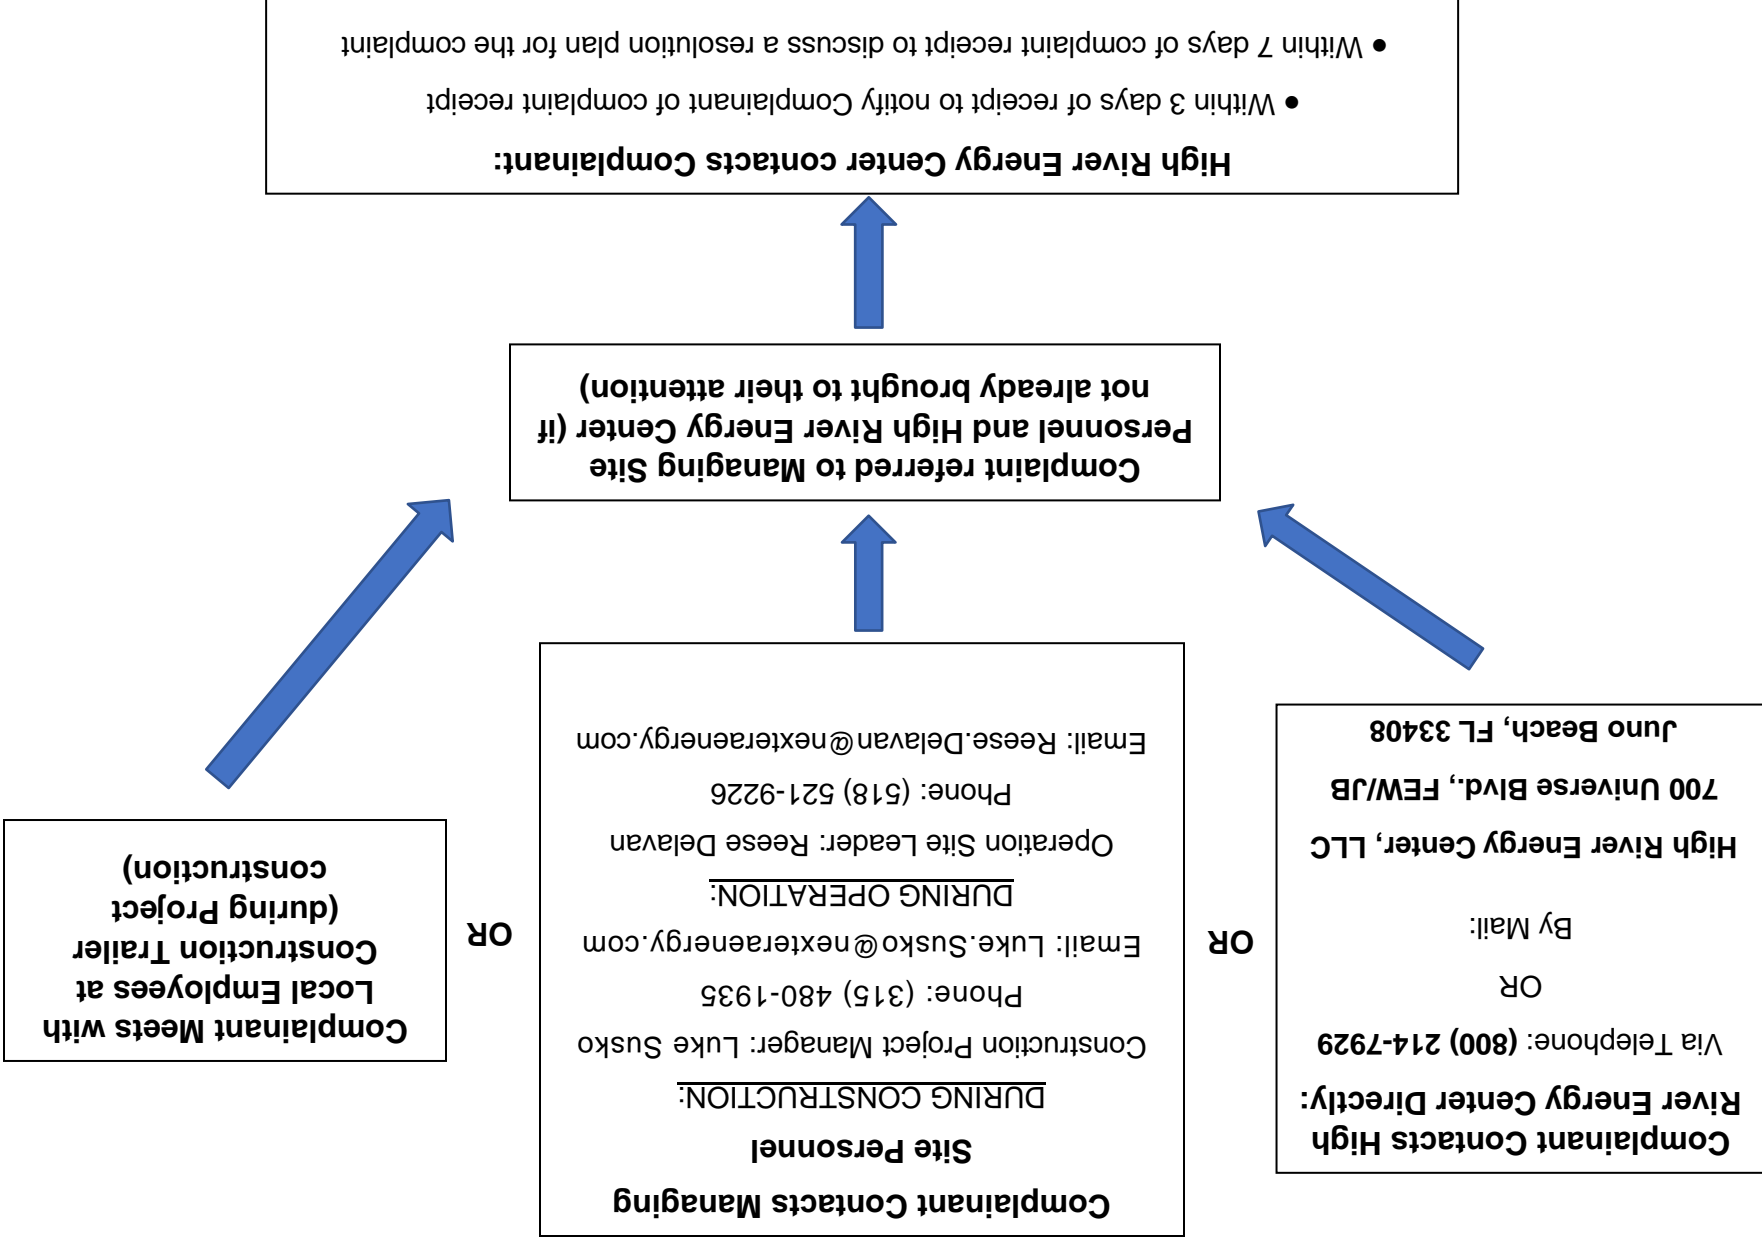 Complainant Contacts High
River Energy Center Directly:
Via Telephone: (800) 214-7929
OR
By Mail:
High River Energy Center, LLC
700 Universe Blvd., FEW/JB
Juno Beach, FL 33408
OR
Complainant Contacts Managing
Site Personnel
DURING CONSTRUCTION:
Construction Project Manager: Luke Susko
Phone: (315) 480-1935
Email: Luke.Susko@nexteraenergy.com
DURING OPERATION:
Operation Site Leader: Reese Delavan
Phone: (518) 521-9226
Email: Reese.Delavan@nexteraenergy.com
OR
Complainant Meets with
Local Employees at
Construction Trailer
(during Project
construction)
Complaint referred to Managing Site
Personnel and High River Energy Center (if
not already brought to their attention)
High River Energy Center contacts Complainant:
• Within 3 days of receipt to notify Complainant of complaint receipt
• Within 7 days of complaint receipt to discuss a resolution plan for the complaint